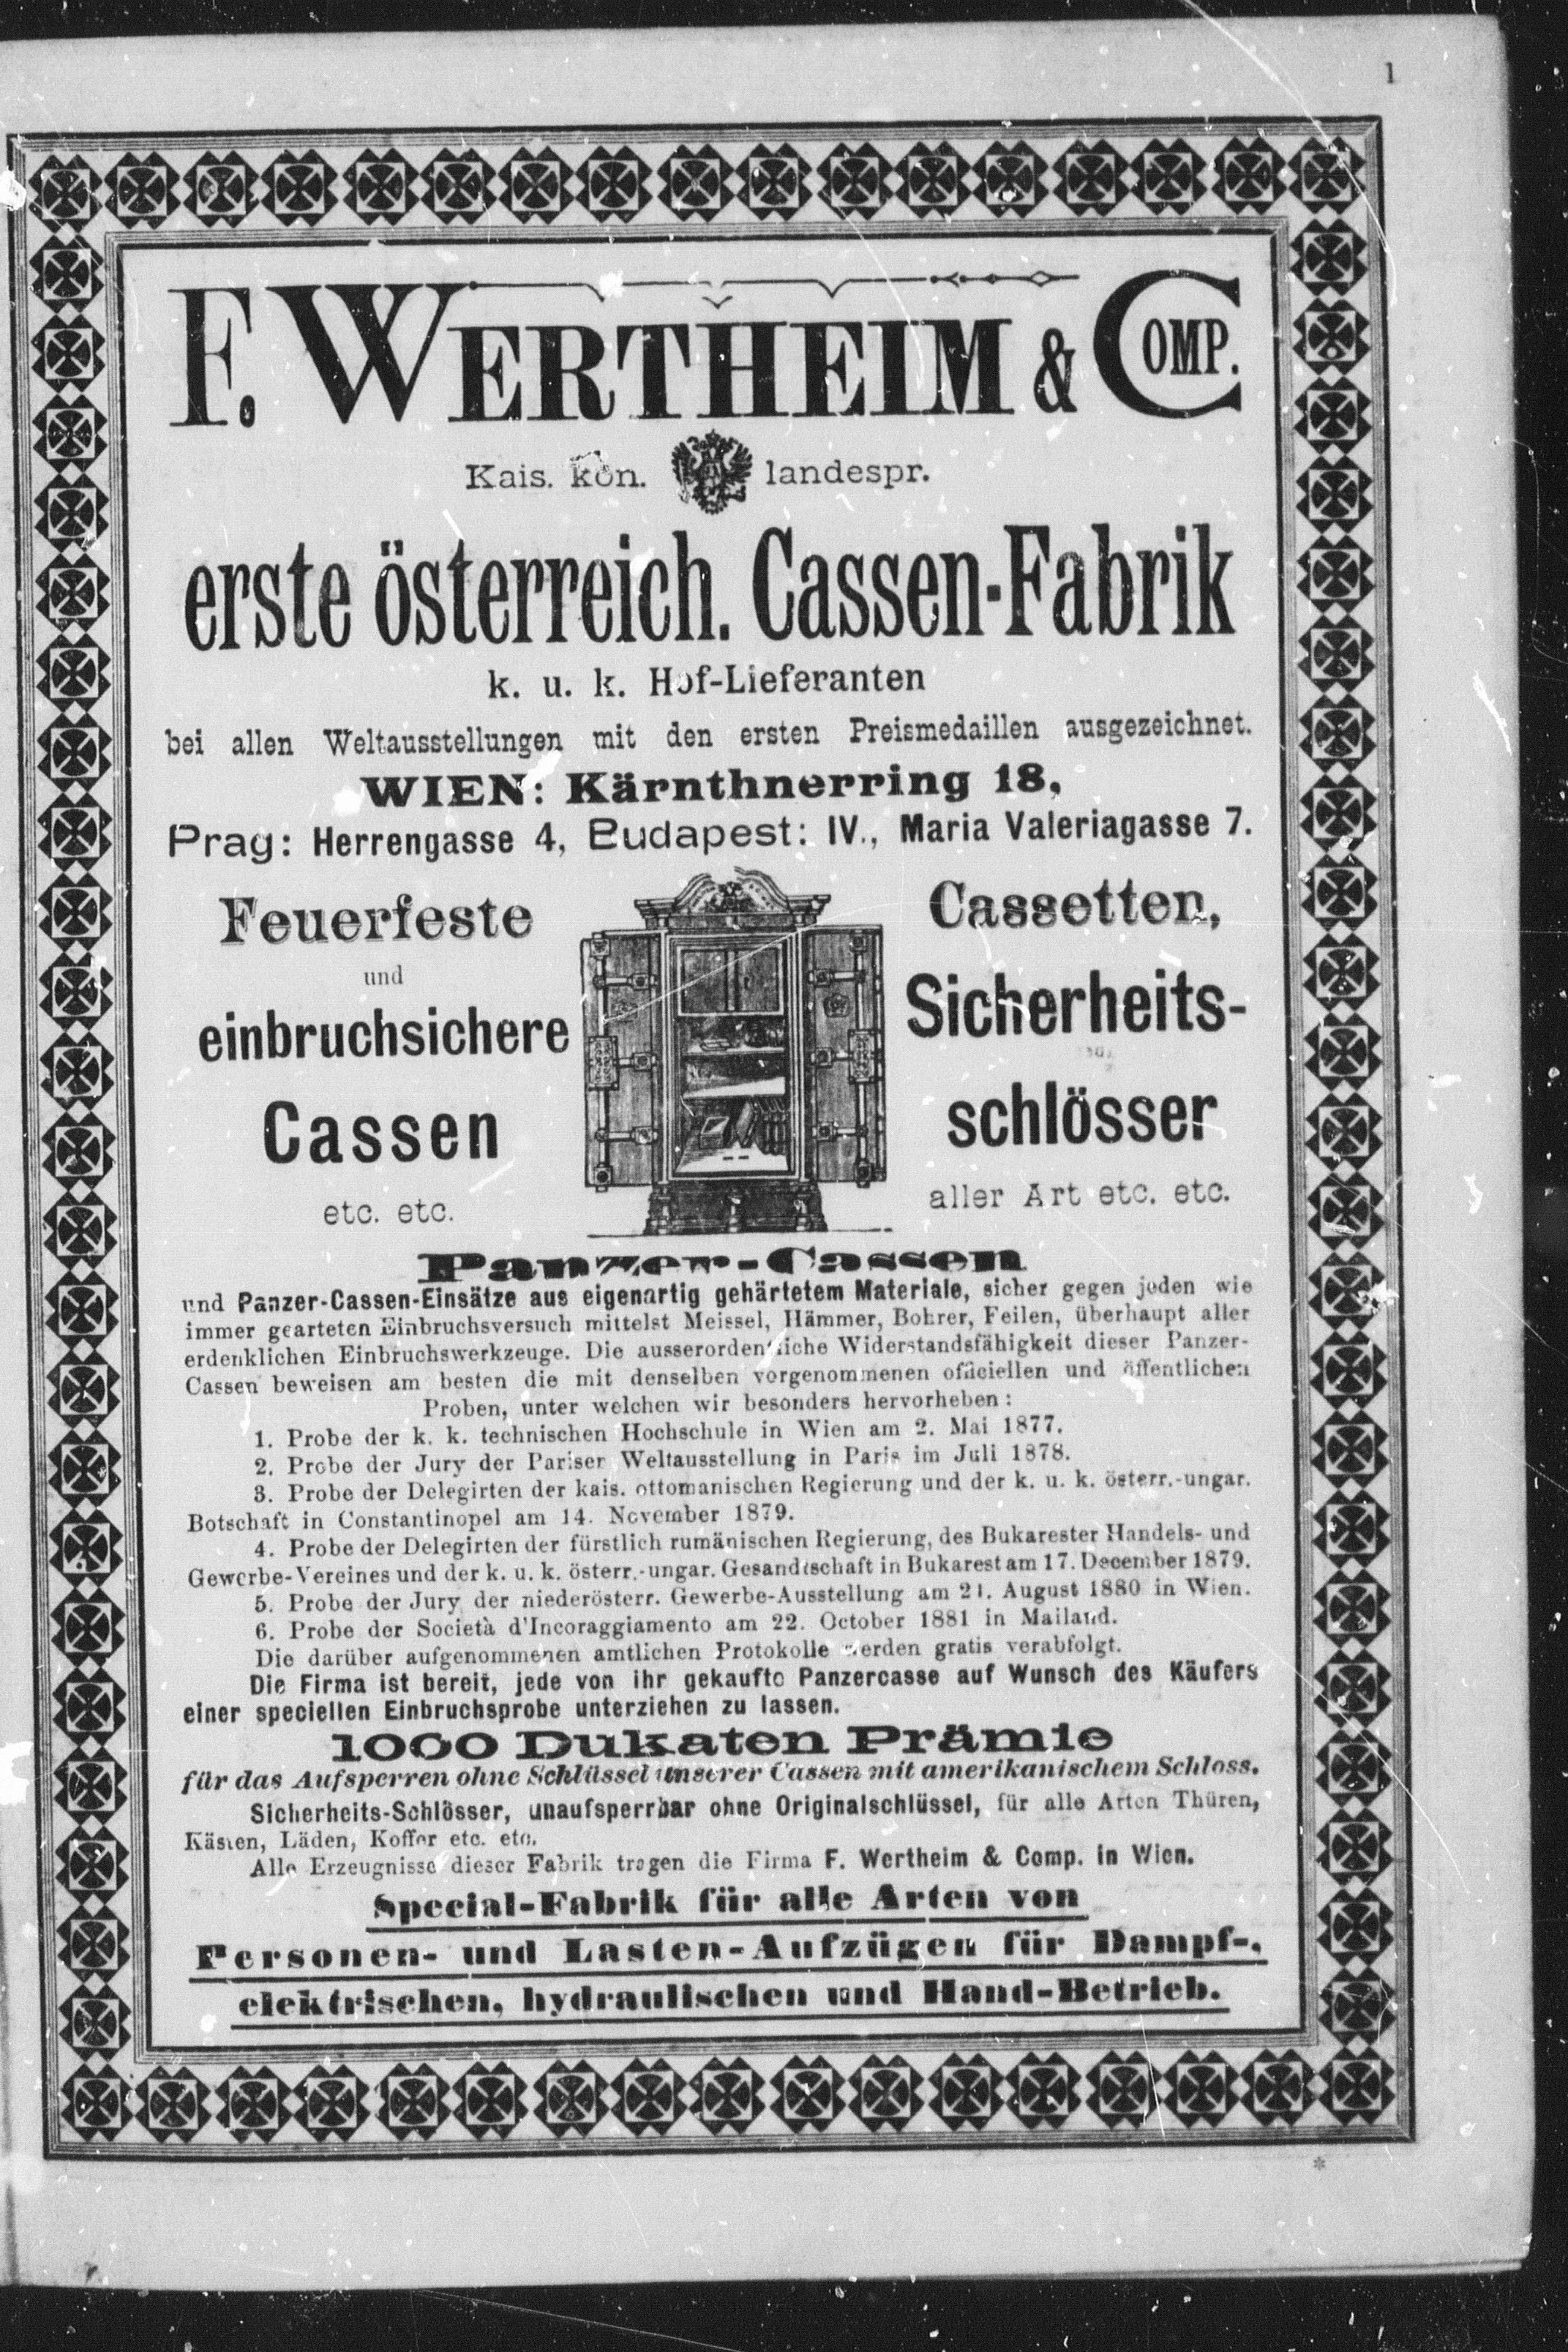 1
F. WERTHEIM & COMP.
Kais. kön. landespr.
erste österreich. Cassen-Fabrik
k. u. k. Hof-Lieferanten
bei allen Weltausstellungen mit den ersten Preismedaillen ausgezeichnet.
WIEN: Kärnthnerring 18,
Prag: Herrengasse 4, Budapest: IV., Maria Valeriagasse 7.
Feuerfeste
und
einbruchsichere
Cassen
etc. etc.
Cassetten,
Sicherheits-
schlösser
aller Art etc. etc.
Panzer-Cassen
und Panzer-Cassen-Einsätze aus eigenartig gehärtetem Materiale, sicher gegen jeden wie
immer gearteten Einbruchsversuch mittelst Meissel, Hämmer, Bohrer, Feilen, überhaupt aller
erdenklichen Einbruchswerkzeuge. Die ausserordentliche Widerstandsfähigkeit dieser Panzer-
Cassen beweisen am besten die mit denselben vorgenommenen officiellen und öffentlichen
Proben, unter welchen wir besonders hervorheben:
1. Probe der k. k. technischen Hochschule in Wien am 2. Mai 1877.
2. Probe der Jury der Pariser Weltausstellung in Paris im Juli 1878.
3. Probe der Delegirten der kais. ottomanischen Regierung und der k. u. k. österr.-ungar.
Botschaft in Constantinopel am 14. November 1879.
4. Probe der Delegirten der fürstlich rumänischen Regierung, des Bukarester Handels- und
Gewerbe-Vereines und der k. u. k. österr.-ungar. Gesandtschaft in Bukarest am 17. December 1879.
5. Probe der Jury der niederösterr. Gewerbe-Ausstellung am 21. August 1880 in Wien.
6. Probe der Società d'Incoraggiamento am 22. October 1881 in Mailand.
Die darüber aufgenommenen amtlichen Protokolle werden gratis verabfolgt.
Die Firma ist bereit, jede von ihr gekaufte Panzercasse auf Wunsch des Käufers
einer speciellen Einbruchsprobe unterziehen zu lassen.
1000 Dukaten Prämie
für das Aufsperren ohne Schlüssel unserer Cassen mit amerikanischem Schloss.
Sicherheits-Schlösser, unaufsperrbar ohne Originalschlüssel, für alle Arten Thüren,
Kästen, Läden, Koffer etc. etc.
Alle Erzeugnisse dieser Fabrik tragen die Firma F. Wertheim & Comp. in Wien.
Special-Fabrik für alle Arten von
Personen- und Lasten-Aufzügen für Dampf-,
elektrischen, hydraulischen und Hand-Betrieb.
*